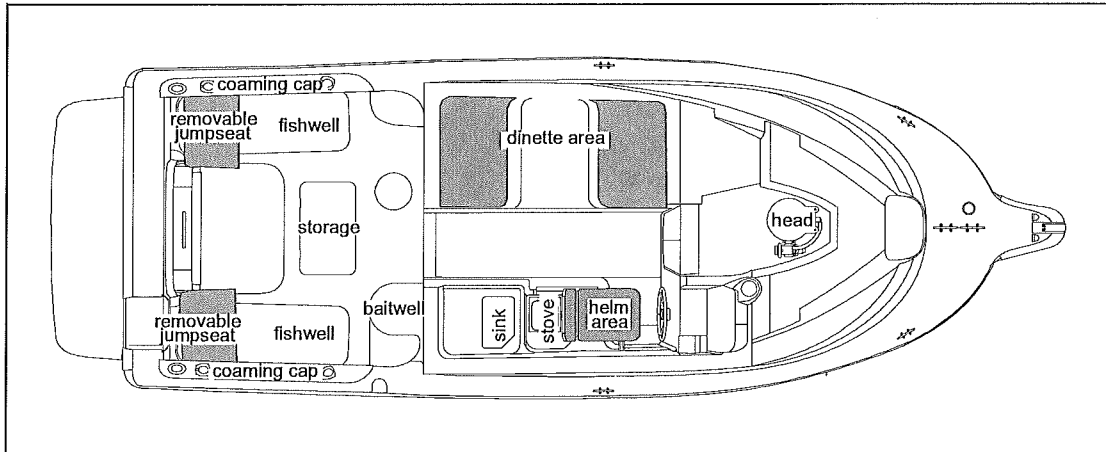 coaming cap
removable
jumpseat
fishwell
dinette area
storage
head
baitwell
removable
jumpseat
fishwell
sink
stove
helm
area
coaming cap